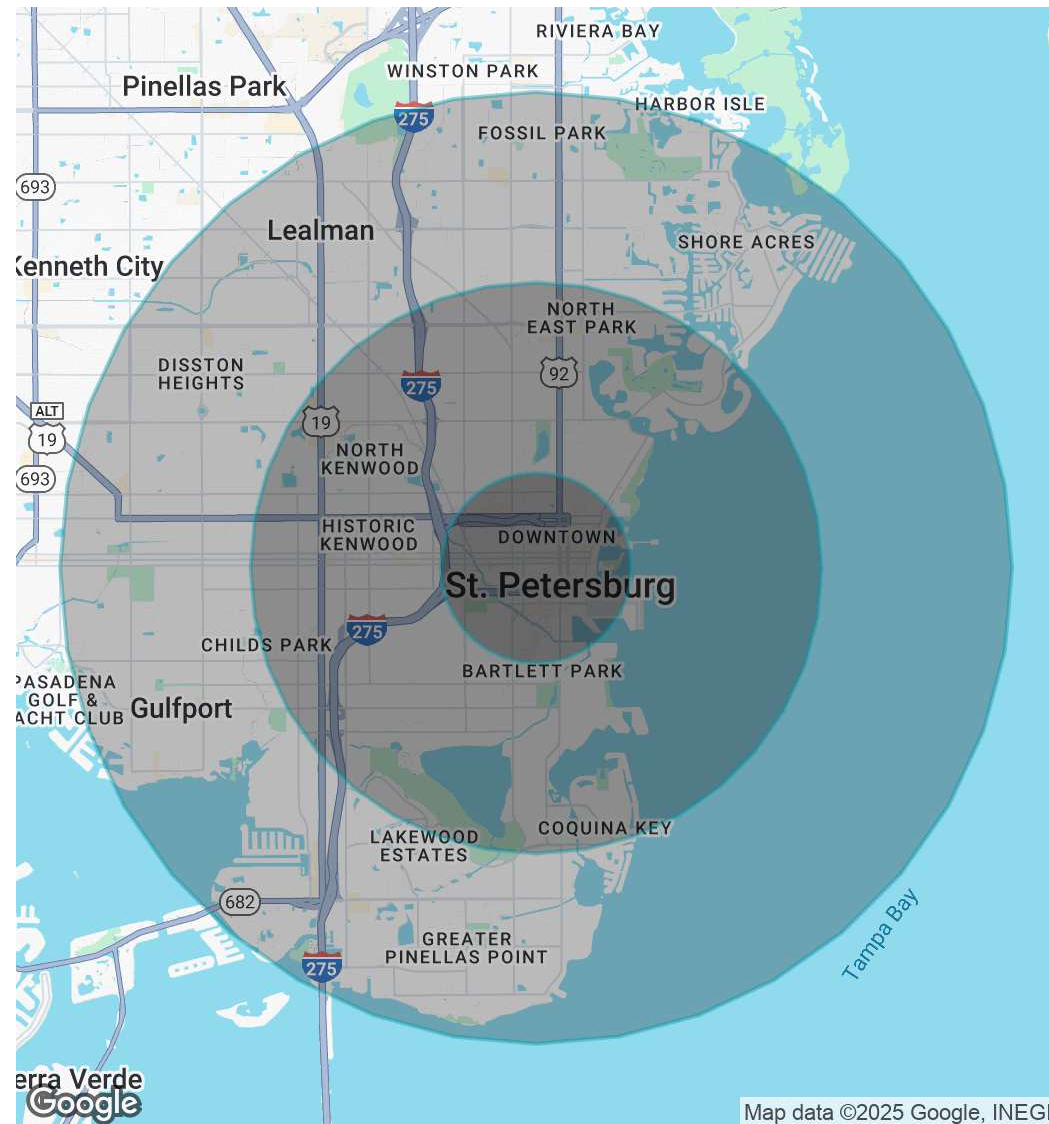 RIVIERA BAY
WINSTON PARK
Pinellas Park
HARBOR ISLE
275
FOSSIL PARK
693
Lealman
SHORE ACRES
Kenneth City
NORTH
EAST PARK
DISSTON
HEIGHTS
92
275
ALT
19
19
NORTH
KENWOOD
693
HISTORIC
KENWOOD
DOWNTOWN
St. Petersburg
275
CHILDS PARK
BARTLETT PARK
PASADENA
GOLF &
ACHT CLUB
Gulfport
COQUINA KEY
LAKEWOOD
ESTATES
682
Tampa Bay
GREATER
PINELLAS POINT
275
erra Verde
Google
Map data ©2025 Google, INEGI